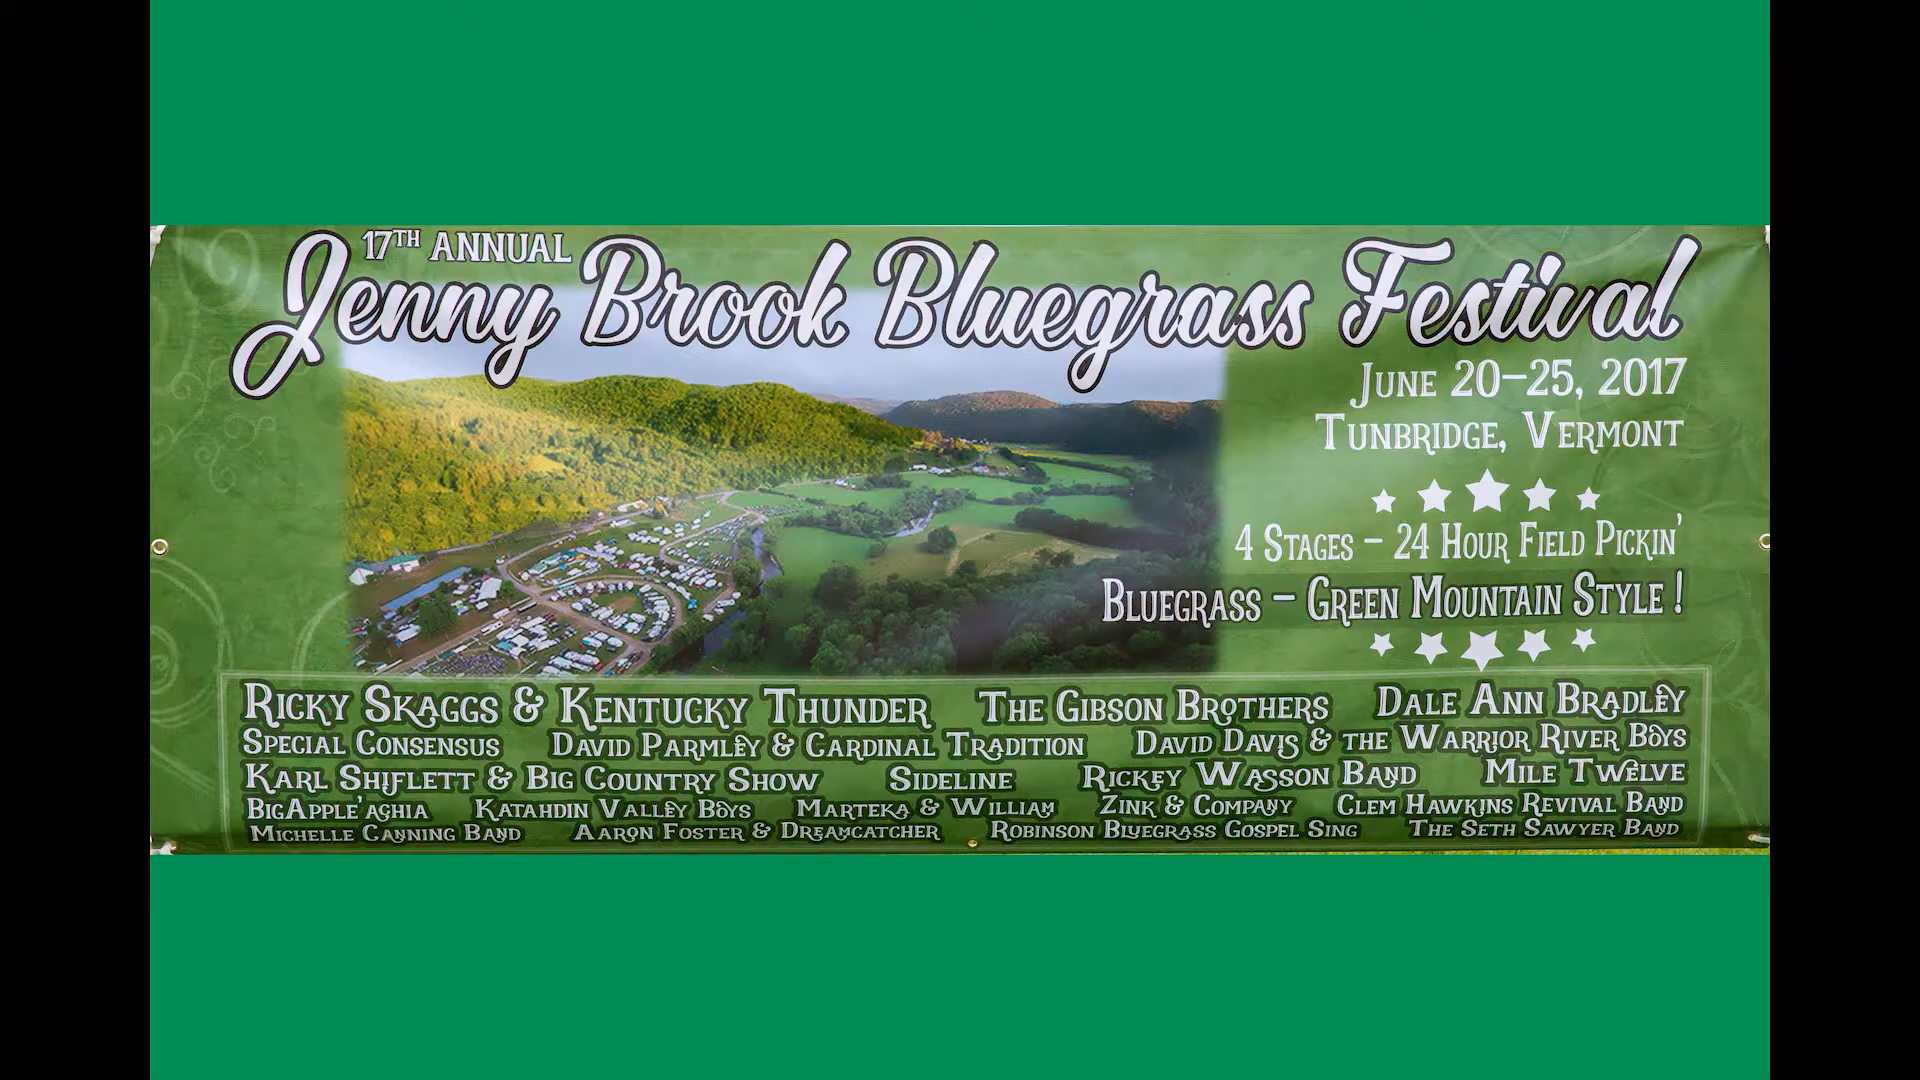 17TH ANNUAL
Jenny Brook Bluegrass Festival
JUNE 20-25, 2017
TUNBRIDGE, VERMONT
4 STAGES - 24 HOUR FIELD PICKIN'
BLUEGRASS - GREEN MOUNTAIN STYLE!
RICKY SKAGGS & KENTUCKY THUNDER THE GIBSON BROTHERS DALE ANN BRADLEY
SPECIAL CONSENSUS DAVID PARMLEY & CARDINAL TRADITION DAVID DAVIS & THE WARRIOR RIVER BOYS
KARL SHIFLETT & BIG COUNTRY SHOW SIDELINE RICKEY WASSON BAND MILE TWELVE
BIGAPPLE'ACHIA KATAHDIN VALLEY BOYS MARTEKA & WILLIAM ZINK & COMPANY CLEM HAWKINS REVIVAL BAND
MICHELLE CANNING BAND AARON FOSTER & DREAMCATCHER ROBINSON BLUEGRASS GOSPEL SING THE SETH SAWYER BAND